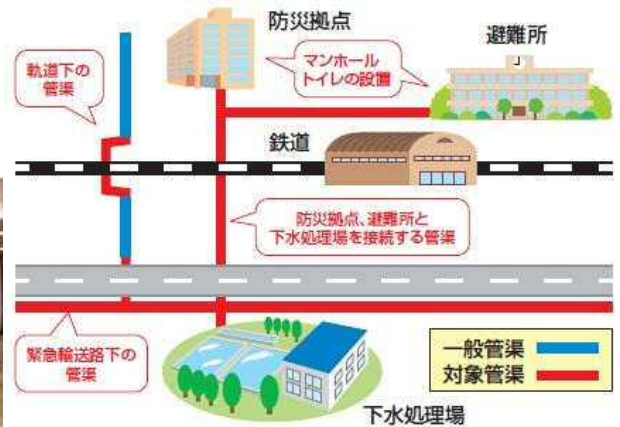 防災拠点
避難所
軌道下の
管渠
マンホール
トイレの設置
鉄道
防災拠点、避難所と
下水処理場を接続する管渠
緊急輸送路下の
管渠
一般管渠
対象管渠
下水処理場